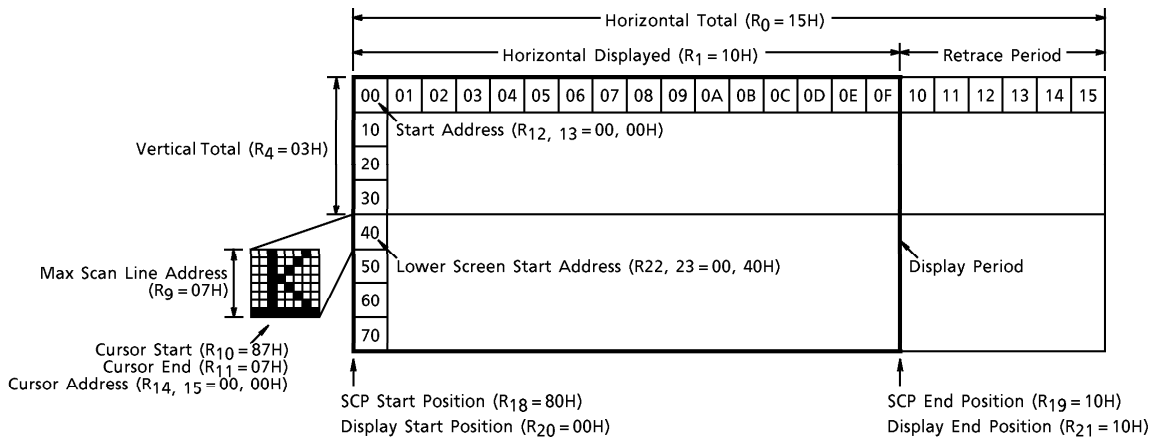 Horizontal Total (R0 = 15H)
Horizontal Displayed (R1 = 10H)
Retrace Period
00 01 02 03 04 05 06 07 08 09 0A 0B 0C 0D 0E 0F 10 11 12 13 14 15
10
Start Address (R12, 13 = 00, 00H)
Vertical Total (R4 = 03H)
20
30
40
50
Lower Screen Start Address (R22, 23 = 00, 40H)
Display Period
Max Scan Line Address
(R9 = 07H)
60
70
Cursor Start (R10 = 87H)
Cursor End (R11 = 07H)
Cursor Address (R14, 15 = 00, 00H)
SCP Start Position (R18 = 80H)
Display Start Position (R20 = 00H)
SCP End Position (R19 = 10H)
Display End Position (R21 = 10H)